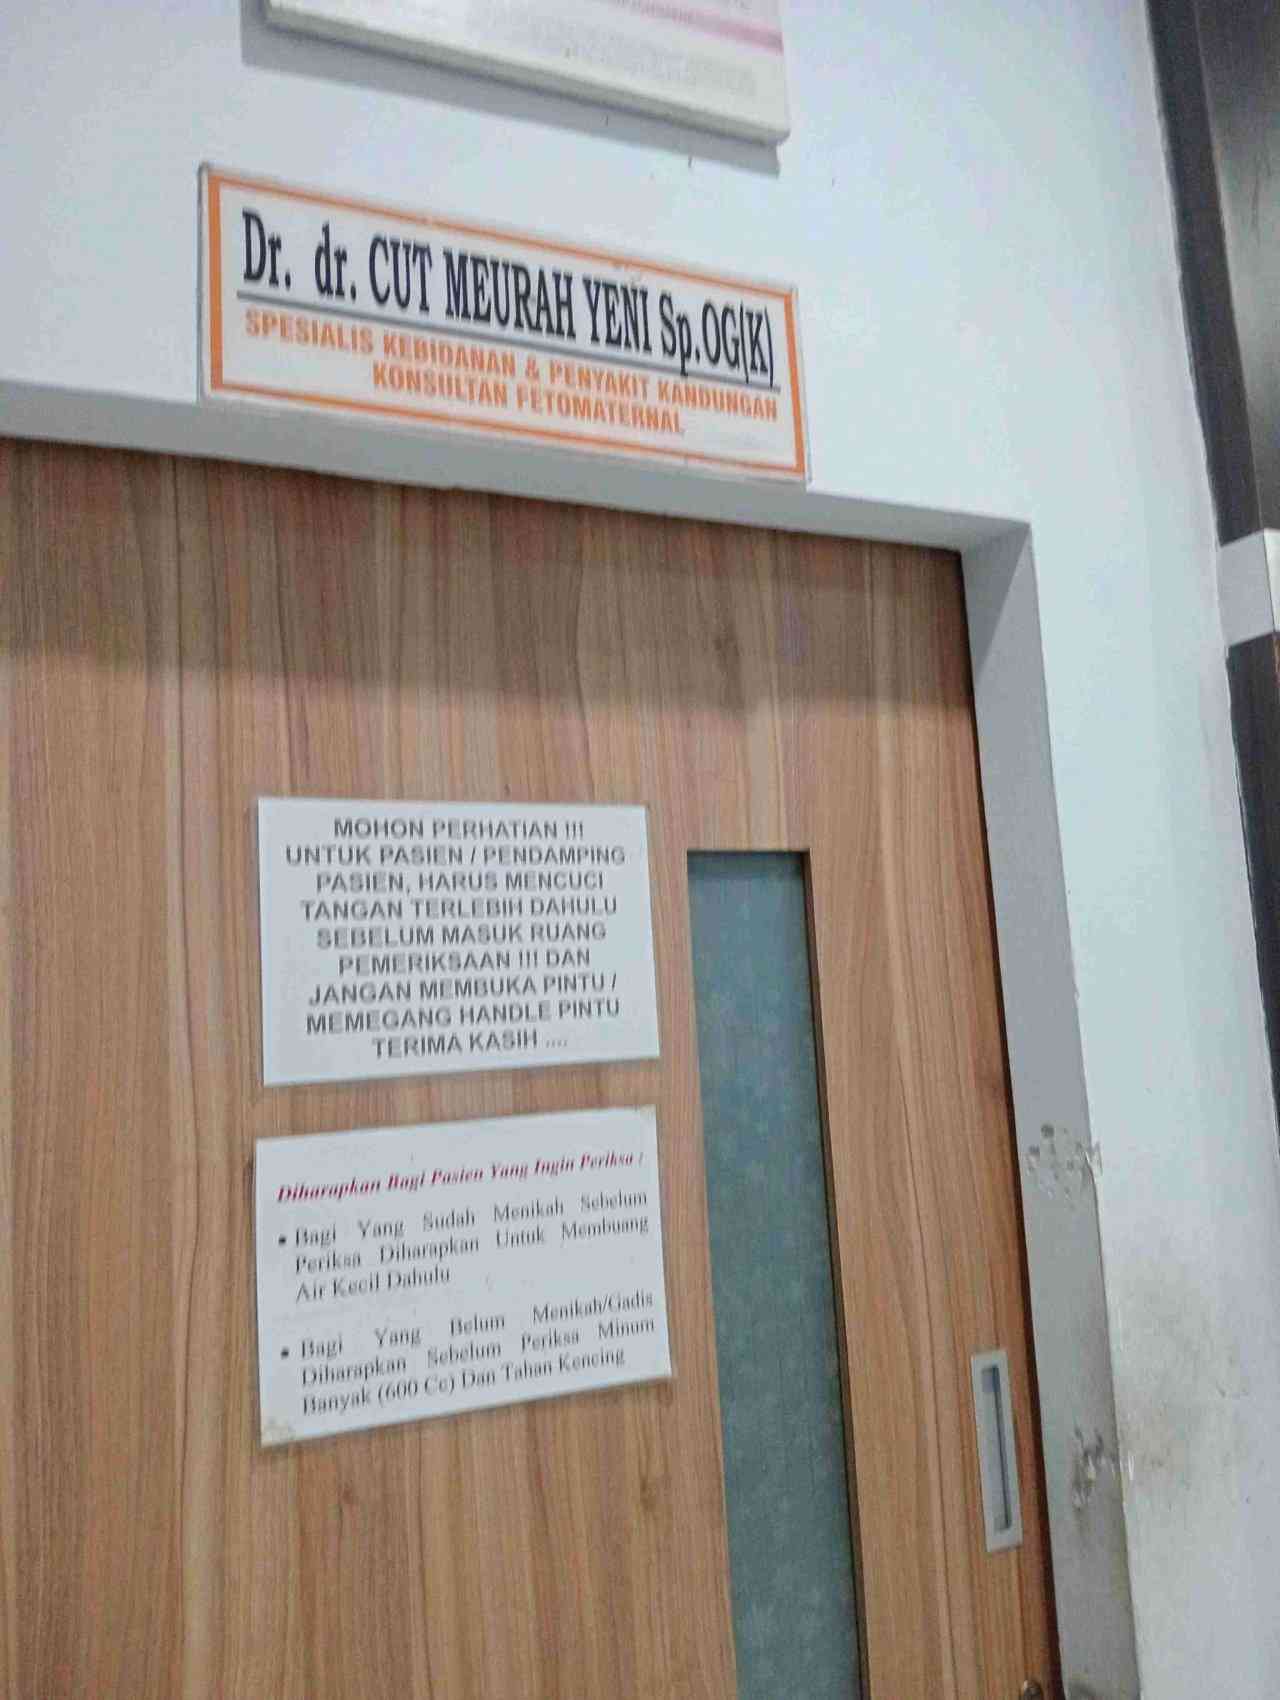 Dr. dr. CUT MEURAH YENI Sp.OG(K)
SPESIALIS KEBIDANAN & PENYAKIT KANDUNGAN
KONSULTAN FETOMATERNAL
MOHON PERHATIAN !!!
UNTUK PASIEN / PENDAMPING
PASIEN, HARUS MENCUCI
TANGAN TERLEBIH DAHULU
SEBELUM MASUK RUANG
PEMERIKSAAN !!! DAN
JANGAN MEMBUKA PINTU /
MEMEGANG HANDLE PINTU
TERIMA KASIH ....
Diharapkan Bagi Pasien Yang Ingin Periksa :
• Bagi Yang Sudah Menikah Sebelum
Periksa Diharapkan Untuk Membuang
Air Kecil Dahulu
• Bagi Yang Belum Menikah/Gadis
Diharapkan Sebelum Periksa Minum
Banyak (600 Cc) Dan Tahan Kencing